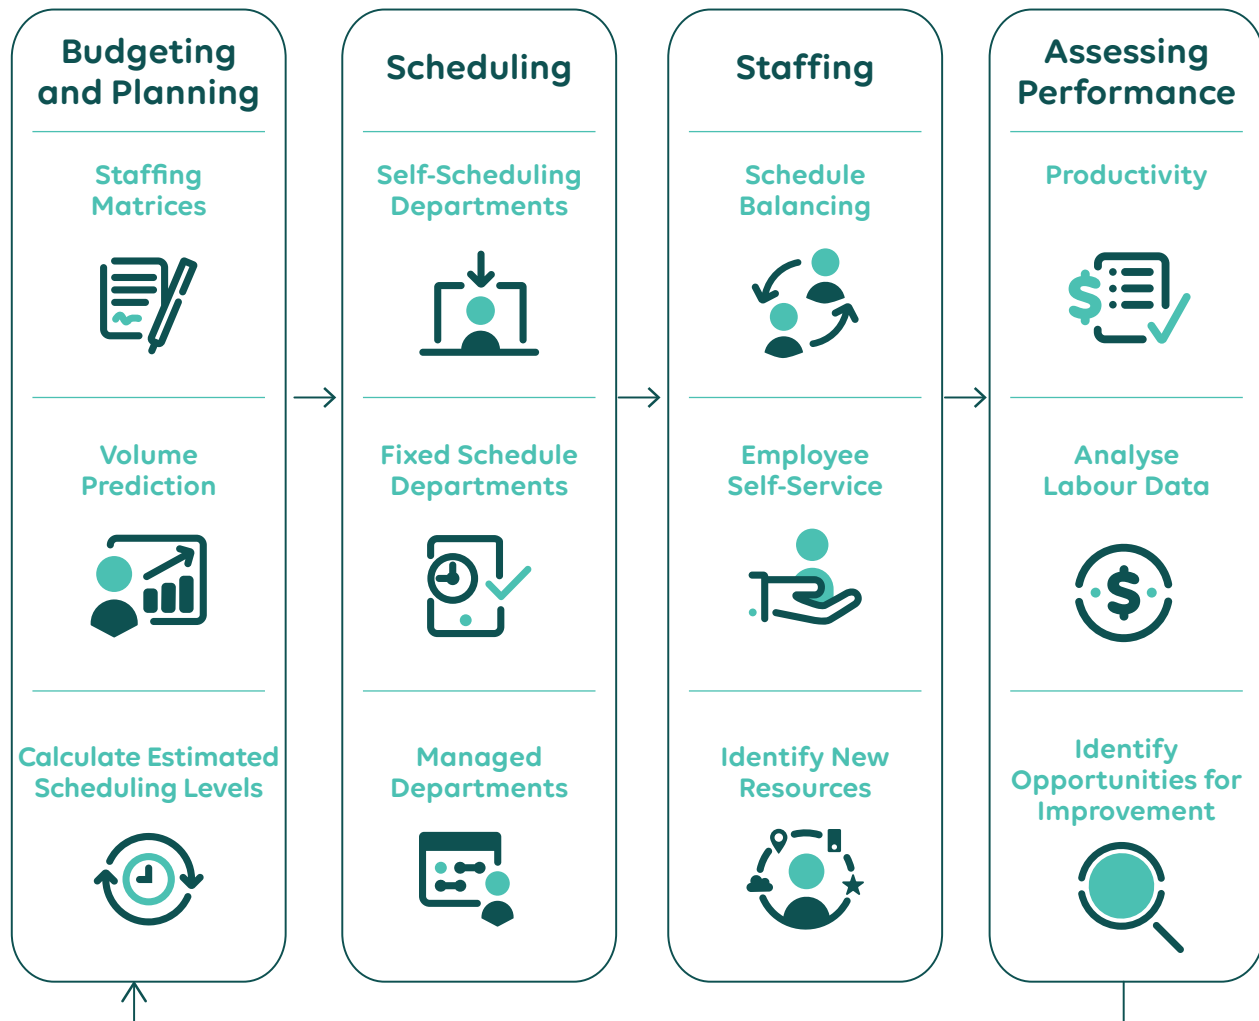 Budgeting
and Planning
Staffing
Matrices
Volume
Prediction
Calculate Estimated
Scheduling Levels
Scheduling
Self-Scheduling
Departments
Fixed Schedule
Departments
Managed
Departments
Staffing
Schedule
Balancing
Employee
Self-Service
Identify New
Resources
Assessing
Performance
Productivity
$
Analyse
Labour Data
$
Identify
Opportunities for
Improvement